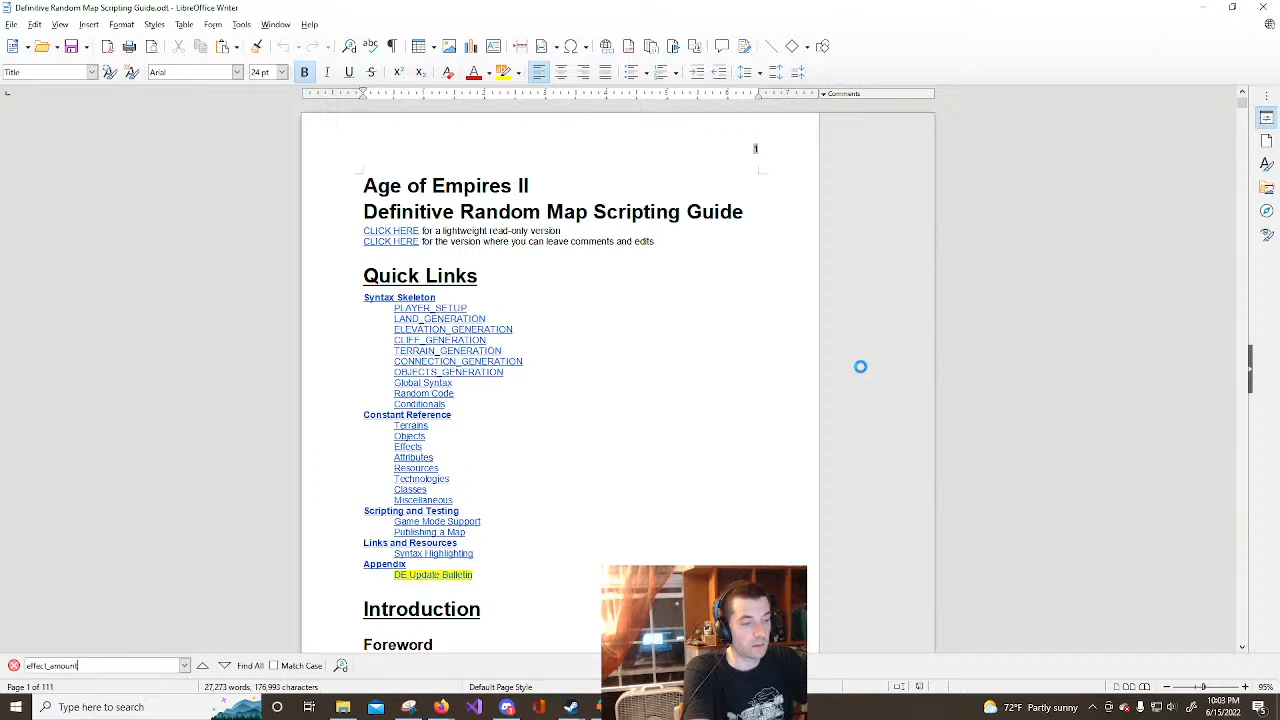 Definitive Random Map Scripting Guide.odt - LibreOffice Writer
File Edit View Insert Format Styles Table Form Tools Window Help
Title Arial 24 pt
Comments
1
Age of Empires II
Definitive Random Map Scripting Guide
CLICK HERE for a lightweight read-only version
CLICK HERE for the version where you can leave comments and edits
Quick Links
Syntax Skeleton
PLAYER_SETUP
LAND_GENERATION
ELEVATION_GENERATION
CLIFF_GENERATION
TERRAIN_GENERATION
CONNECTION_GENERATION
OBJECTS_GENERATION
Global Syntax
Random Code
Conditionals
Constant Reference
Terrains
Objects
Effects
Attributes
Resources
Technologies
Classes
Miscellaneous
Scripting and Testing
Game Mode Support
Publishing a Map
Links and Resources
Syntax Highlighting
Appendix
DE Update Bulletin
Introduction
Foreword
effect_amount Find All Match Case
Page 1 of 111 27,273 words, 176,993 characters Default Page Style 95%
Type here to search 72°F Partly sunny 10:03 PM
6/15/2024